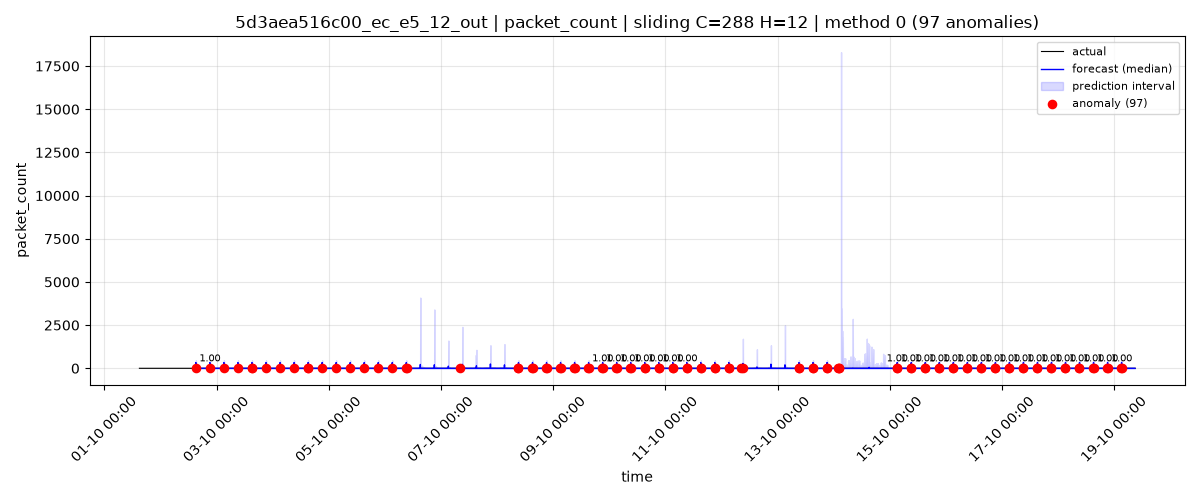 5d3aea516c00_ec_e5_12_out | packet_count | sliding C=288 H=12 | method 0 (97 anomalies)
actual
forecast (median)
prediction interval
anomaly (97)
packet_count
17500
15000
12500
10000
7500
5000
2500
0
1.00
01-10 00:00
03-10 00:00
05-10 00:00
07-10 00:00
09-10 00:00
11-10 00:00
13-10 00:00
15-10 00:00
17-10 00:00
19-10 00:00
time